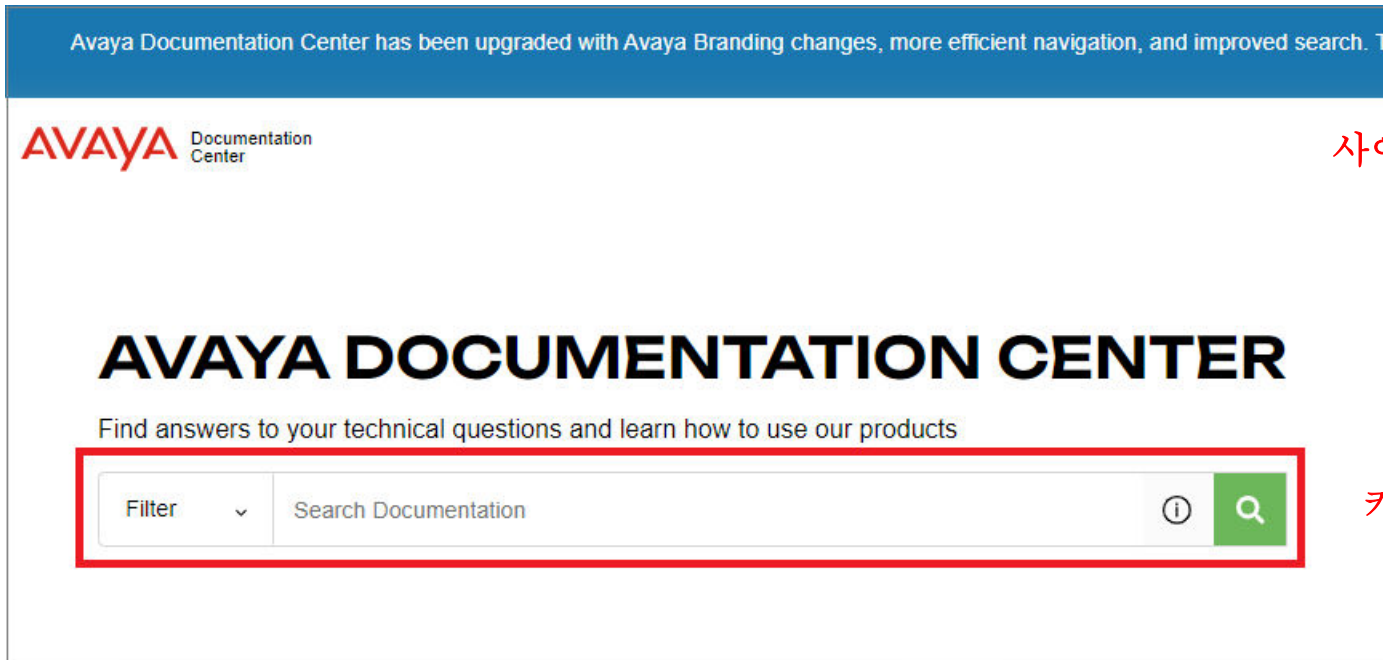 Avaya Documentation Center has been upgraded with Avaya Branding changes, more efficient navigation, and improved search.
AVAYA Documentation
Center
AVAYA DOCUMENTATION CENTER
Find answers to your technical questions and learn how to use our products
Filter Search Documentation